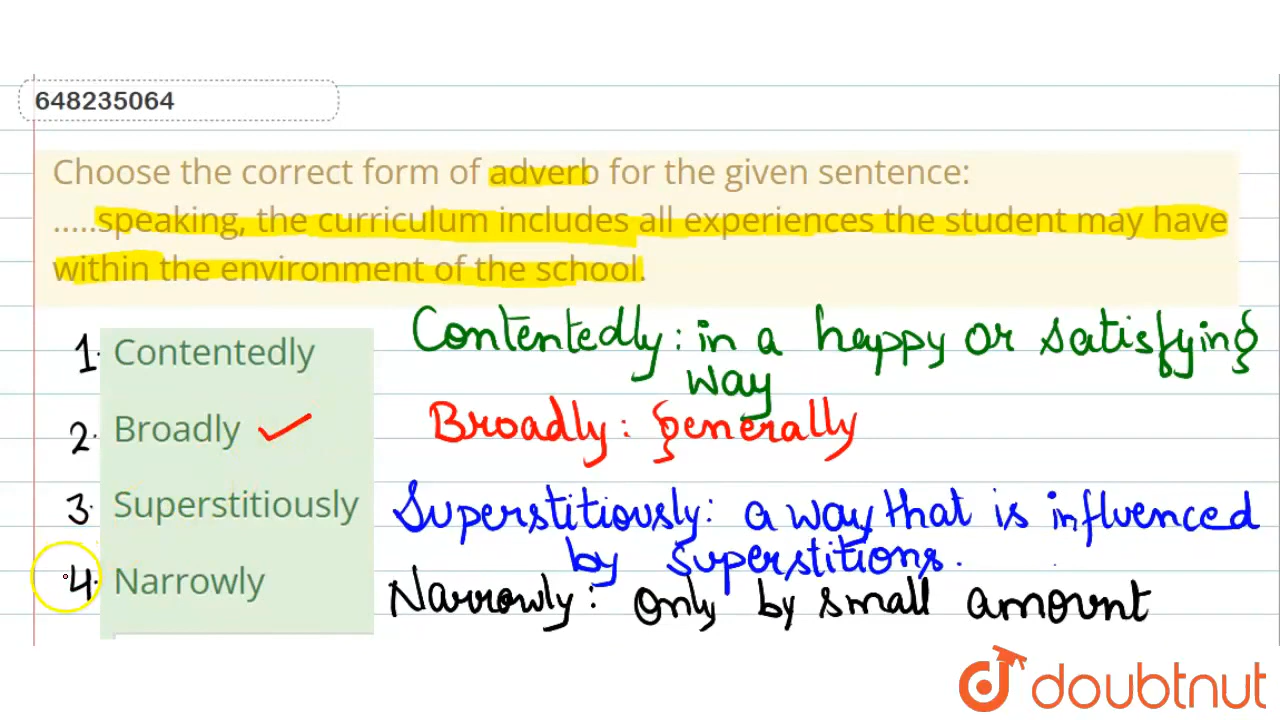 648235064
Choose the correct form of adverb for the given sentence:
.....speaking, the curriculum includes all experiences the student may have
within the environment of the school.
1. Contentedly
Contentedly: in a happy or satisfying
way
2. Broadly
Broadly: generally
3. Superstitiously
Superstitiously: a way that is influenced
by superstitions.
4. Narrowly
Narrowly: only by small amount
doubtnut